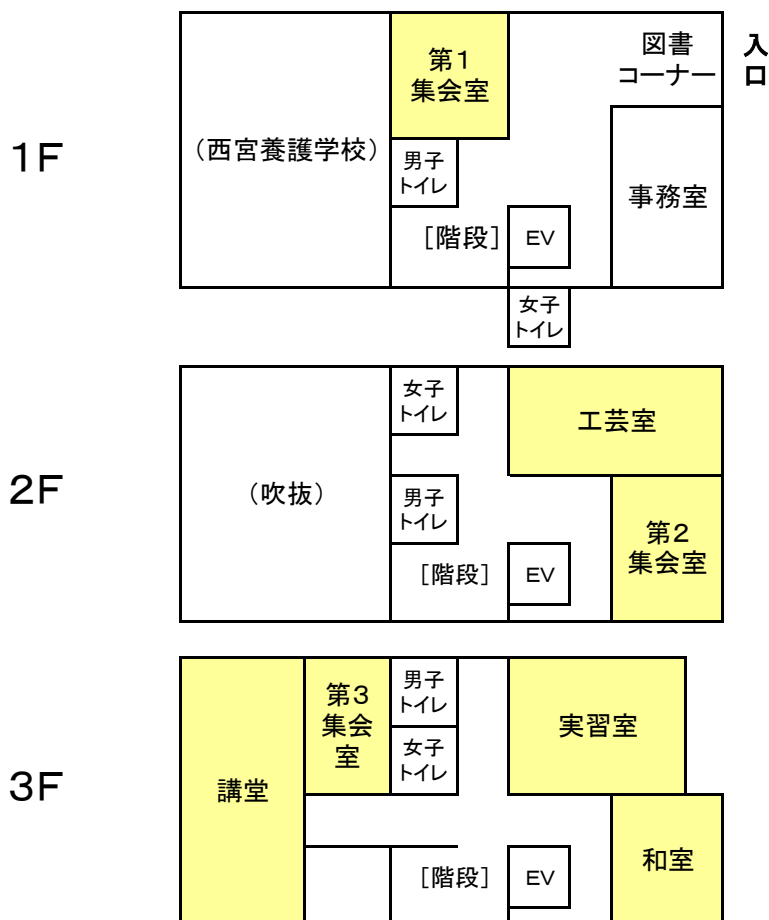 1F
(西宮養護学校)
第1
集会室
図書
コーナー
入
口
男子
トイレ
事務室
[階段]
EV
女子
トイレ
2F
(吹抜)
女子
トイレ
工芸室
男子
トイレ
第2
集会室
[階段]
EV
3F
講堂
第3
集会
室
男子
トイレ
女子
トイレ
実習室
和室
[階段]
EV